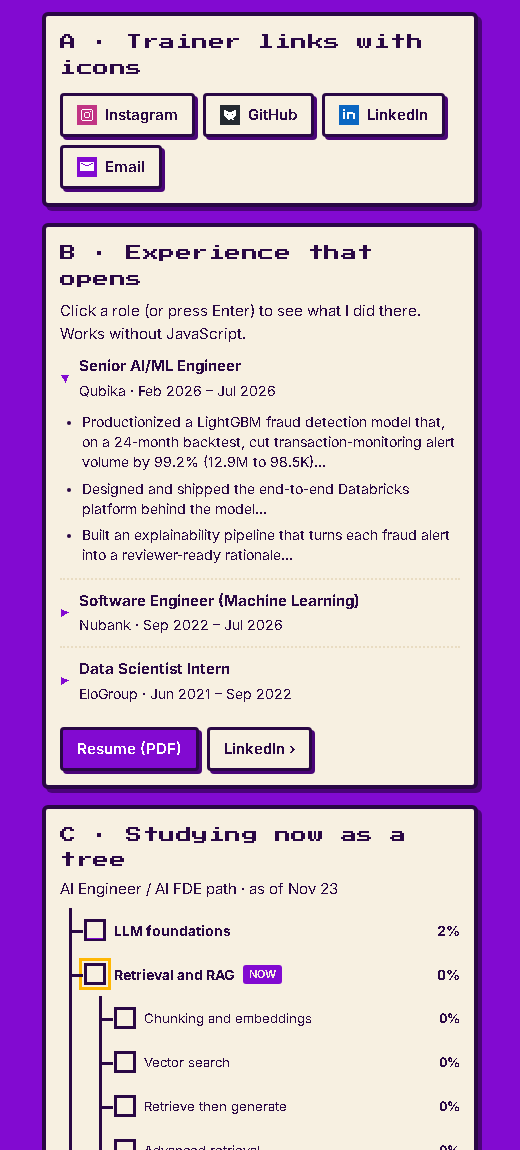 A · Trainer links with
icons
Instagram
GitHub
LinkedIn
Email
B · Experience that
opens
Click a role (or press Enter) to see what I did there.
Works without JavaScript.
Senior AI/ML Engineer
Qubika · Feb 2026 – Jul 2026
• Productionized a LightGBM fraud detection model that,
on a 24-month backtest, cut transaction-monitoring alert
volume by 99.2% (12.9M to 98.5K)...
• Designed and shipped the end-to-end Databricks
platform behind the model...
• Built an explainability pipeline that turns each fraud alert
into a reviewer-ready rationale...
Software Engineer (Machine Learning)
Nubank · Sep 2022 – Jul 2026
Data Scientist Intern
EloGroup · Jun 2021 – Sep 2022
Resume (PDF)
LinkedIn ›
C · Studying now as a
tree
AI Engineer / AI FDE path · as of Nov 23
LLM foundations 2%
Retrieval and RAG NOW 0%
Chunking and embeddings 0%
Vector search 0%
Retrieve then generate 0%
Advanced retrieval 0%